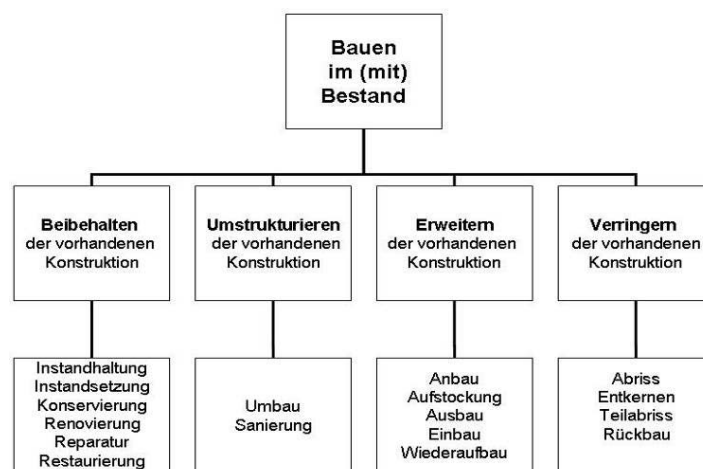 Bauen
im (mit)
Bestand
Beibehalten
der vorhandenen
Konstruktion
Umstrukturieren
der vorhandenen
Konstruktion
Erweitern
der vorhandenen
Konstruktion
Verringern
der vorhandenen
Konstruktion
Instandhaltung
Instandsetzung
Konservierung
Renovierung
Reparatur
Restaurierung
Umbau
Sanierung
Anbau
Aufstockung
Ausbau
Einbau
Wiederaufbau
Abriss
Entkernen
Teilabriss
Rückbau